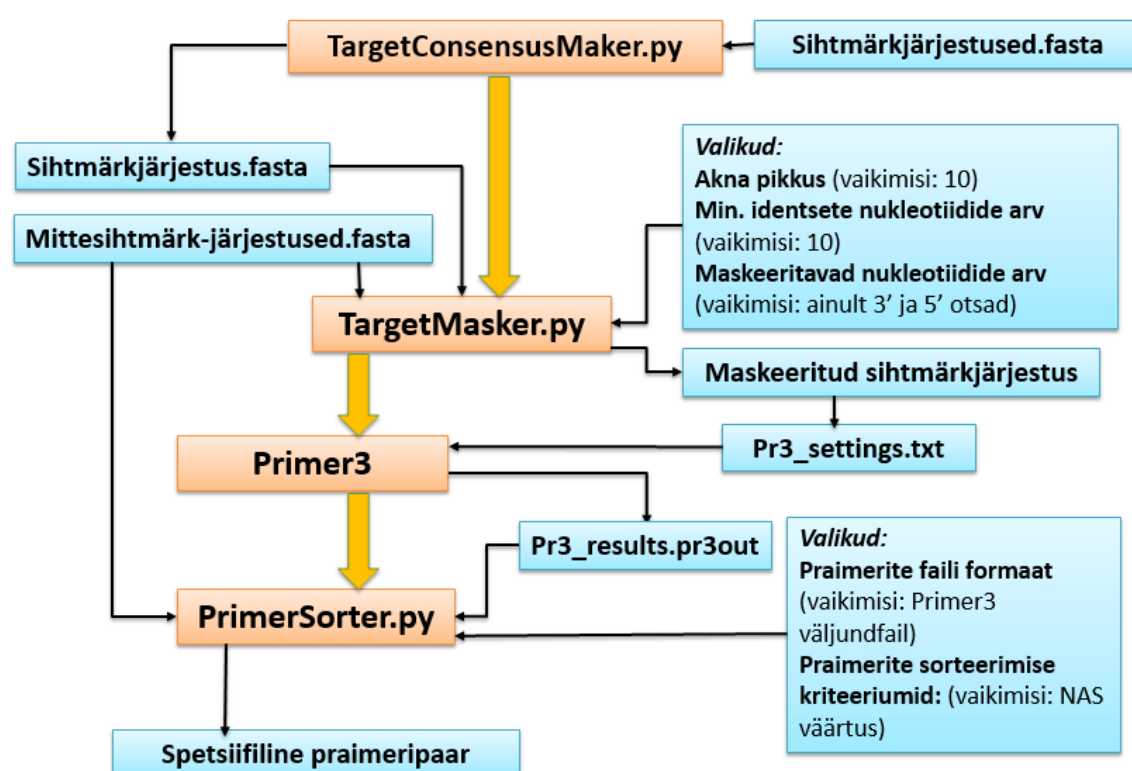 TargetConsensusMaker.py
Sihtmärkjärjestused.fasta
Sihtmärkjärjestus.fasta
Mittesihtmärk-järjestused.fasta
Valikud:
Akna pikkus (vaikimisi: 10)
Min. identsete nukleotiidide arv
(vaikimisi: 10)
Maskeeritavad nukleotiidide arv
(vaikimisi: ainult 3’ ja 5’ otsad)
TargetMasker.py
Maskeeritud sihtmärkjärjestus
Primer3
Pr3_settings.txt
Pr3_results.pr3out
Valikud:
Praimerite faili formaat
(vaikimisi: Primer3
väljundfail)
Praimerite sorteerimise
kriteeriumid: (vaikimisi: NAS
väärtus)
PrimerSorter.py
Spetsiifiline praimeripaar